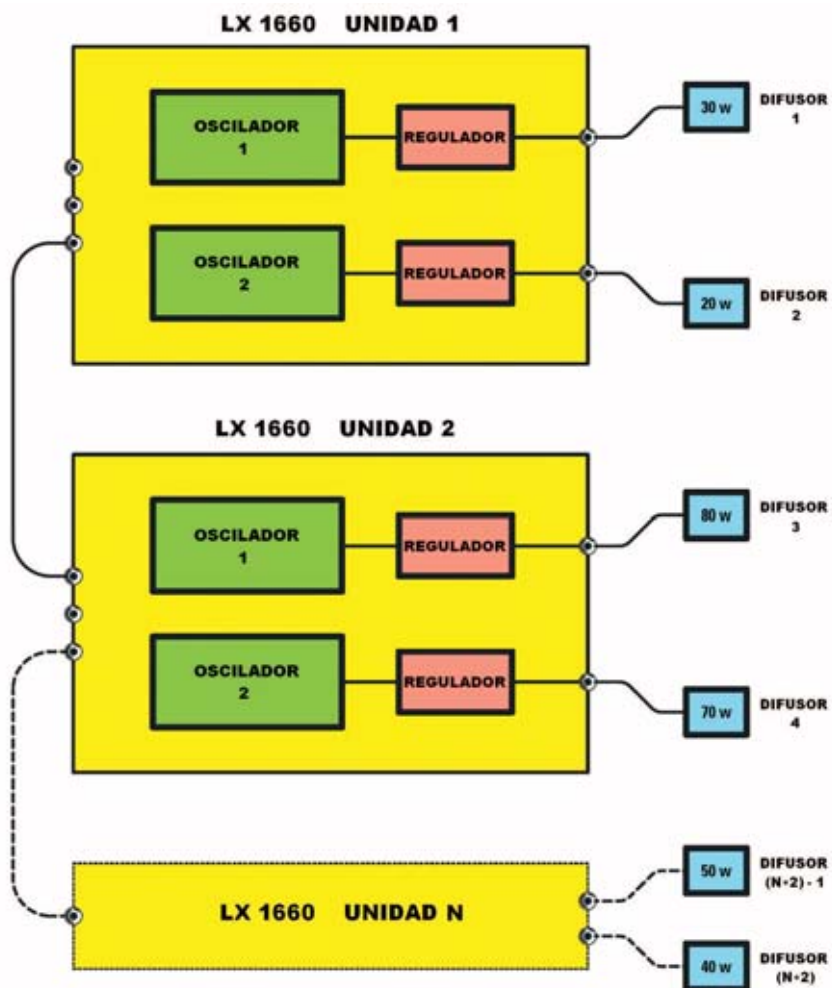 LX 1660 UNIDAD 1
OSCILADOR
1
REGULADOR
30 w
DIFUSOR
1
OSCILADOR
2
REGULADOR
20 w
DIFUSOR
2
LX 1660 UNIDAD 2
OSCILADOR
1
REGULADOR
80 w
DIFUSOR
3
OSCILADOR
2
REGULADOR
70 w
DIFUSOR
4
LX 1660 UNIDAD N
50 w
DIFUSOR
(N+2) - 1
40 w
DIFUSOR
(N+2)